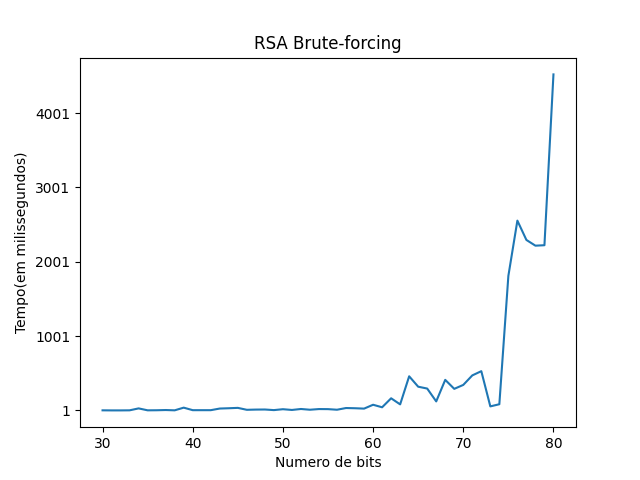 RSA Brute-forcing
Tempo(em milissegundos)
4001
3001
2001
1001
1
30 40 50 60 70 80
Numero de bits